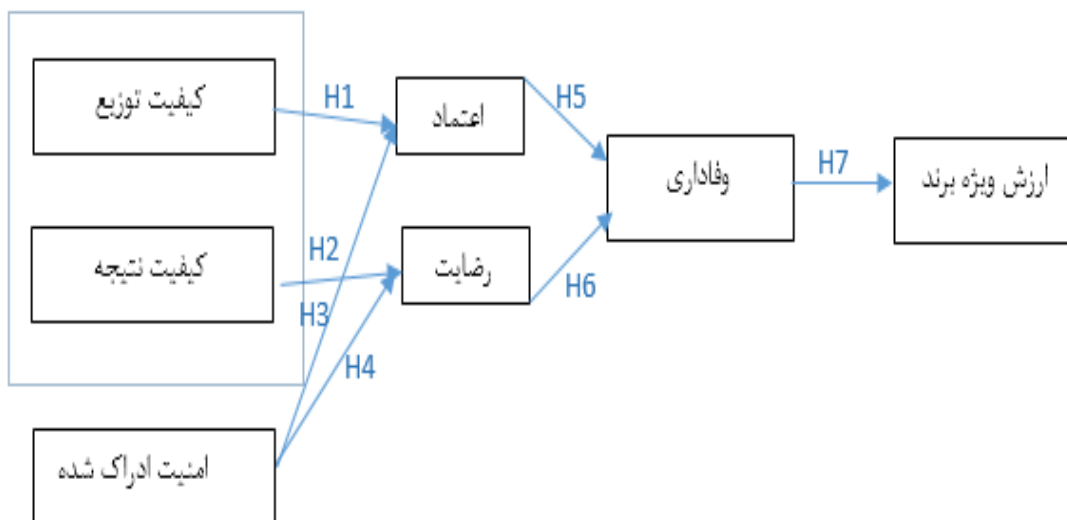 کیفیت توزیع
H1
اعتماد
H5
وفاداری
H7
ارزش ویژه برند
کیفیت نتیجه
H2
رضایت
H6
H3
H4
امنیت ادراک شده